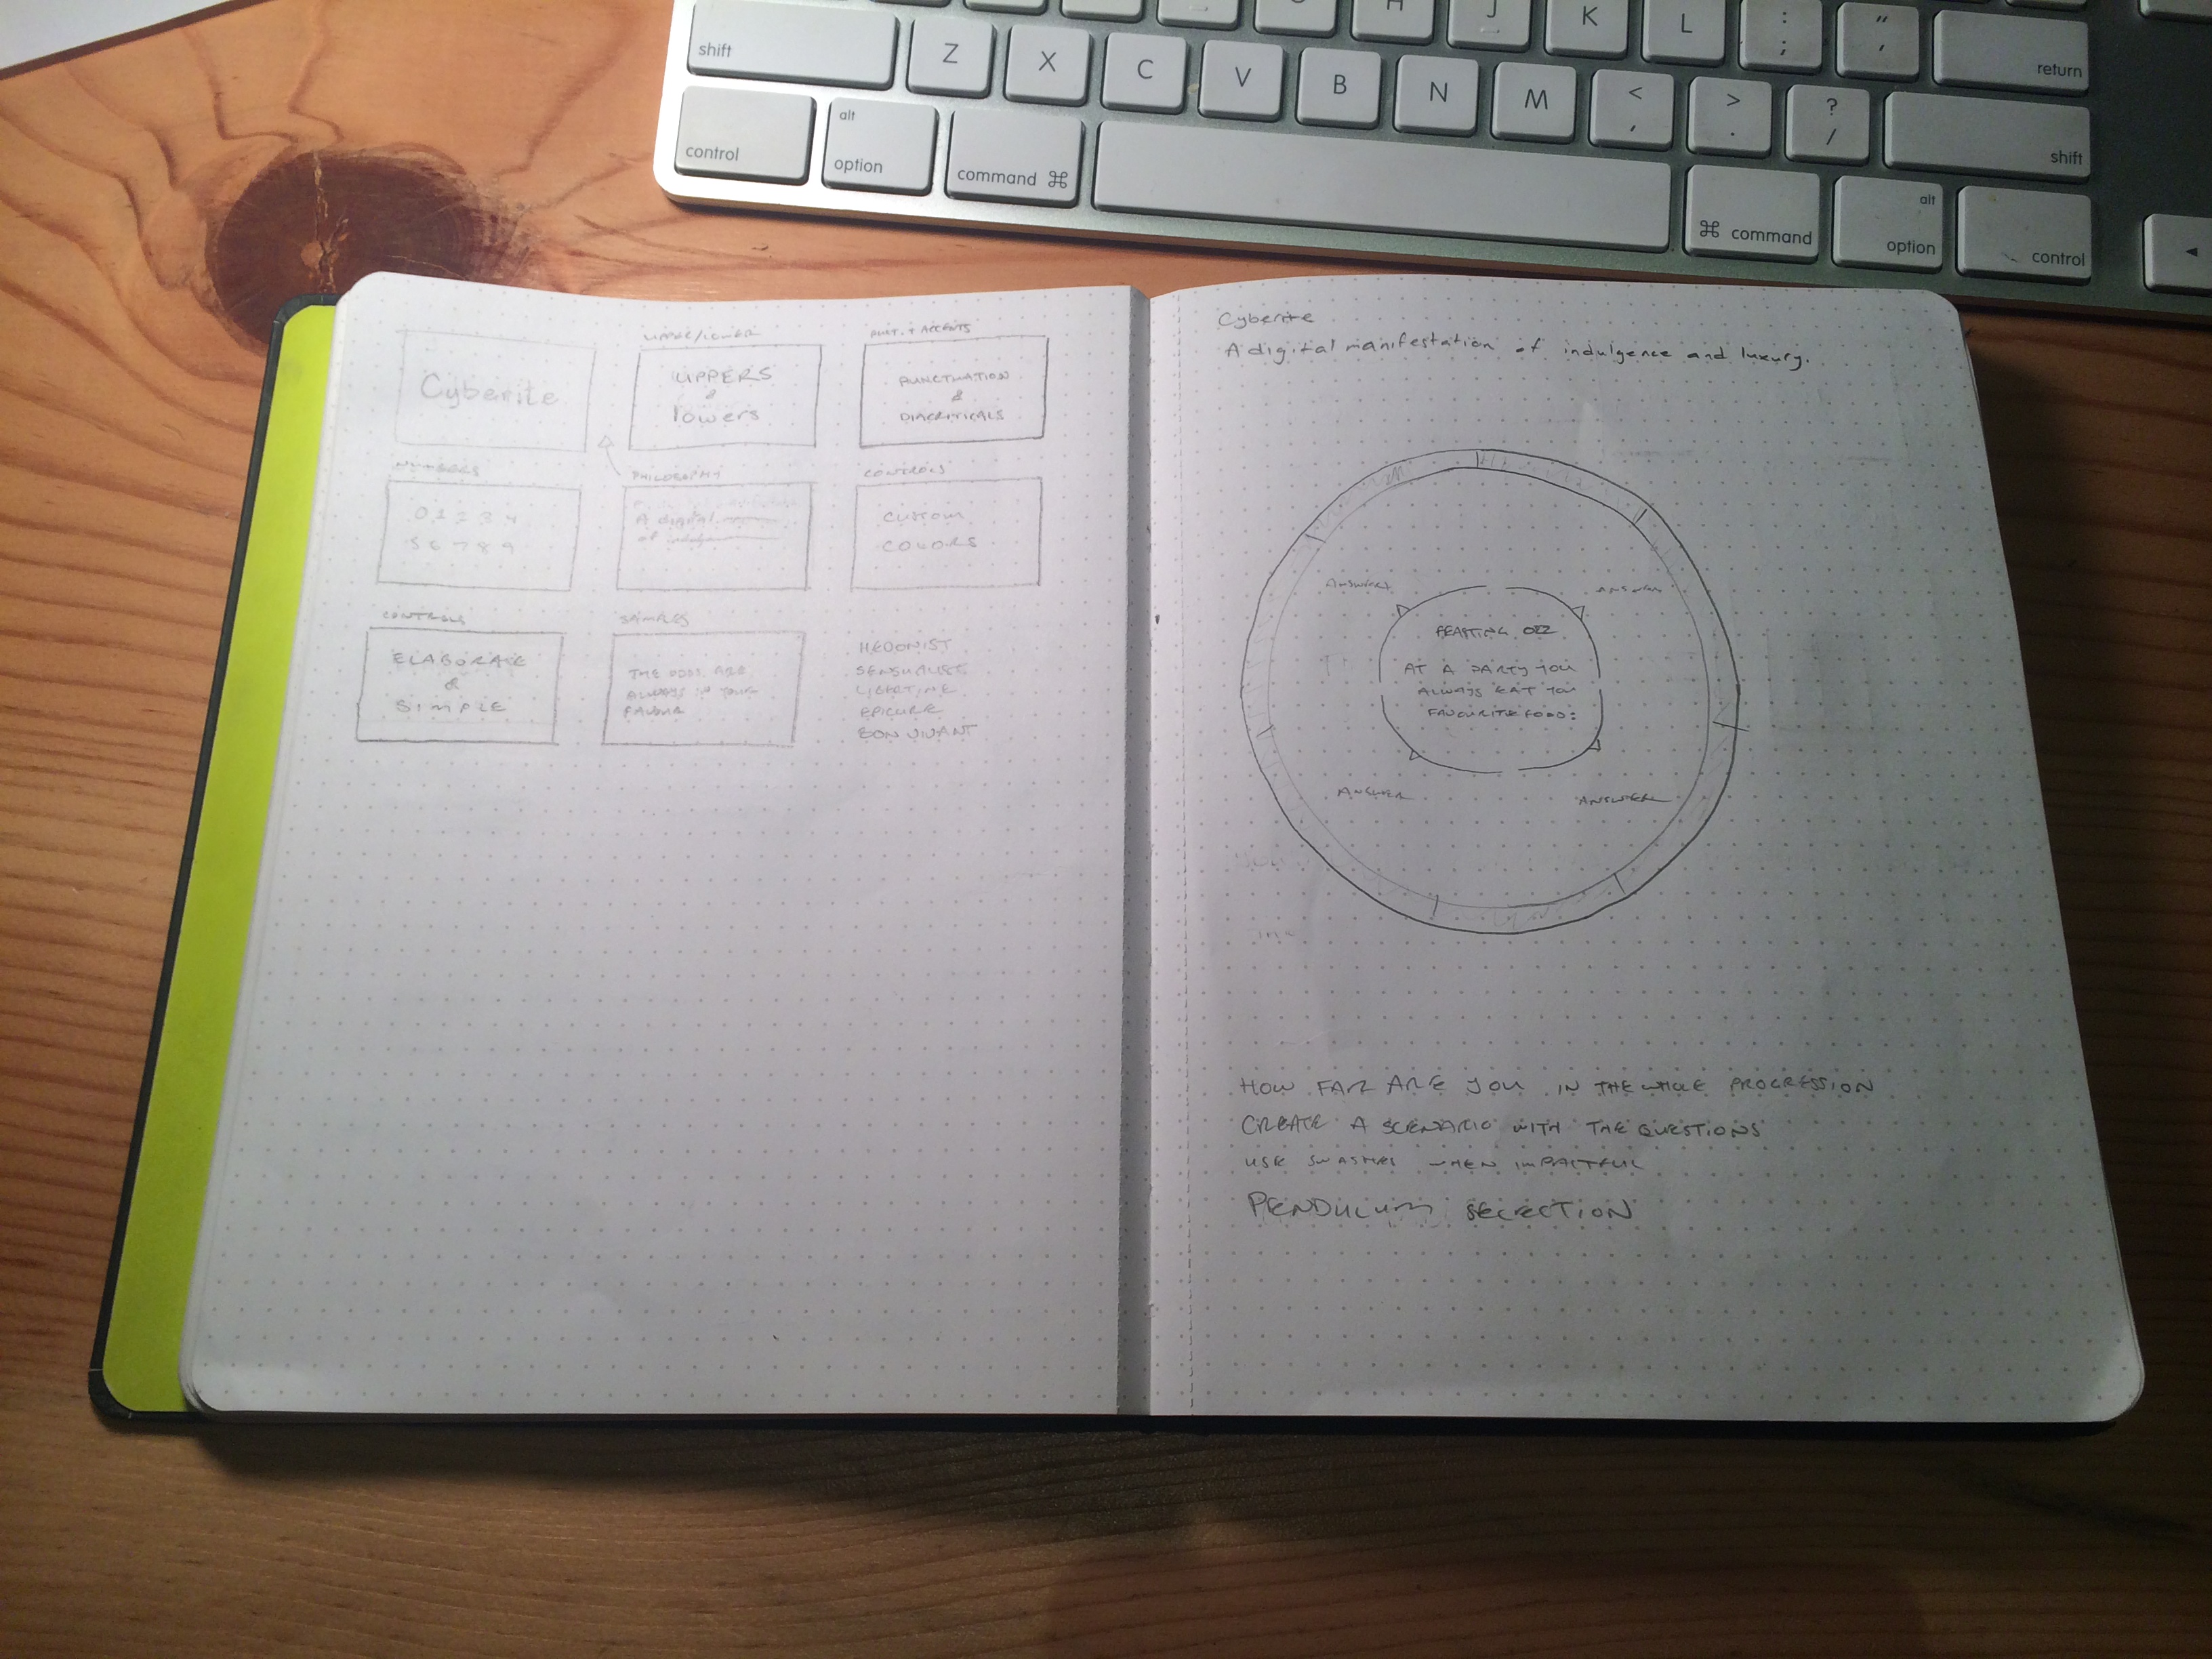 H J K L : ; " '
shift Z X C V B N M < , > . ? / return
control alt option command ⌘ ⌘ command alt option control shift
◄
Cyberite
UPPER/LOWER
UPPERS
&
lowers
PUNCTUATION
&
DIACRITICALS
& ACCENTS
NUMBERS
0 1 2 3 4
5 6 7 8 9
PHILOSOPHY
A digital
of
CONTROLS
CUSTOM
COLORS
CONTROLS
ELABORATE
&
SIMPLE
SAMPLES
THE ODDS ARE
ALWAYS IN YOUR
FAVOUR
HEDONIST
SENSUALIST
LIBERTINE
EPICURE
BON VIVANT
Cyberite
A digital manifestation of indulgence and luxury.
ANSWER
ANSWER
FEASTING
AT A PARTY YOU
ALWAYS EAT YOU
FAVOURITE FOOD:
ANSWER
ANSWER
HOW FAR ARE YOU IN THE WHOLE PROGRESSION
CREATE A SCENARIO WITH THE QUESTIONS
USE SWASHES WHEN IMPACTFUL
PENDULUM SELECTION